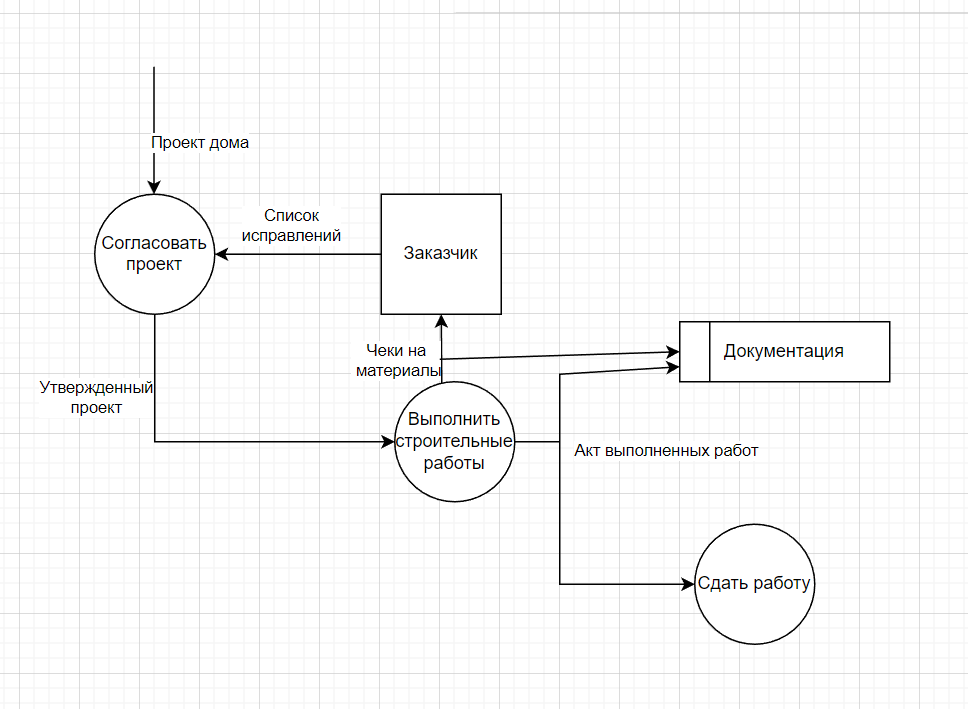 Проект дома
Список
исправлений
Согласовать
проект
Заказчик
Чеки на
материалы
Документация
Утвержденный
проект
Выполнить
строительные
работы
Акт выполненных работ
Сдать работу